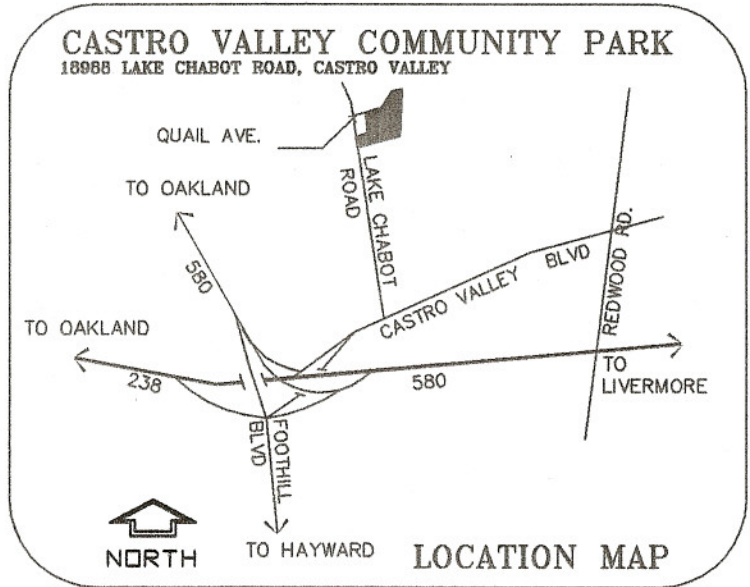 CASTRO VALLEY COMMUNITY PARK
18988 LAKE CHABOT ROAD, CASTRO VALLEY
QUAIL AVE.
LAKE CHABOT
ROAD
TO OAKLAND
580
REDWOOD RD.
BLVD
CASTRO VALLEY
TO OAKLAND
238
580
TO
LIVERMORE
FOOTHILL
BLVD
NORTH
TO HAYWARD
LOCATION MAP